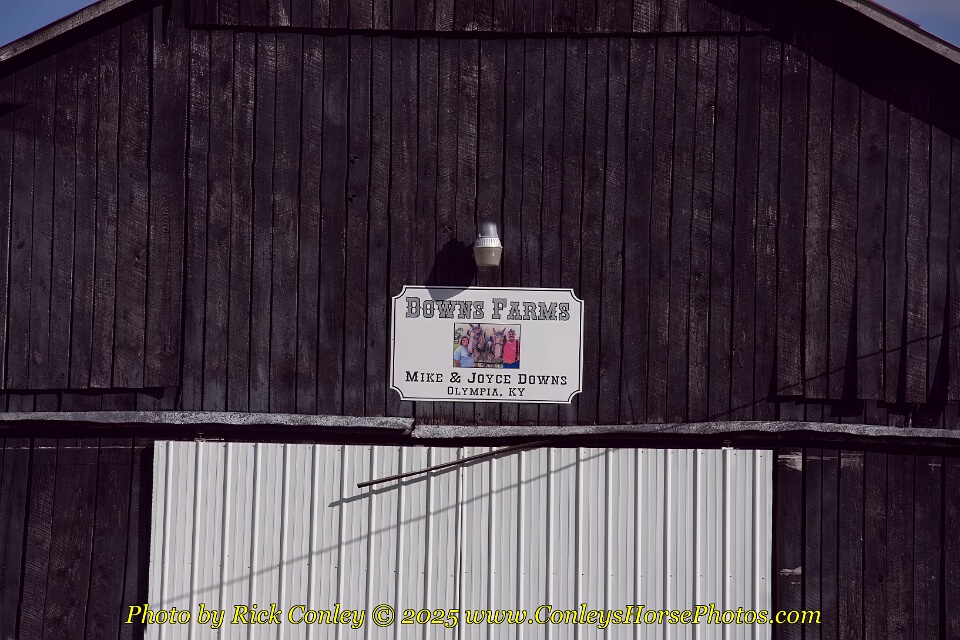 Downs Farms
Mike & Joyce Downs
Olympia, KY
Photo by Rick Conley © 2025 www.ConleysHorsePhotos.com